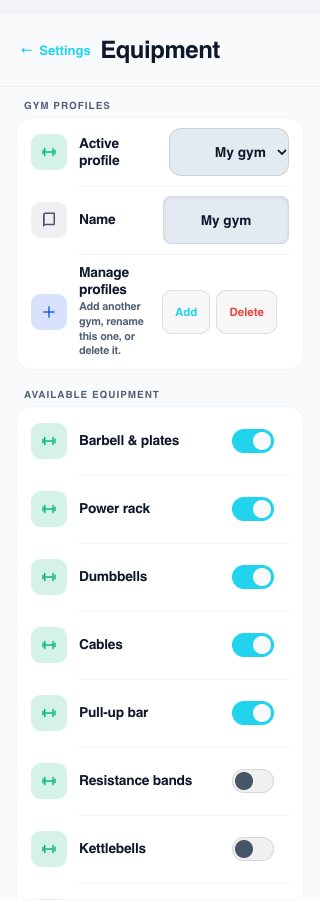 ← Settings Equipment
GYM PROFILES
Active
profile
My gym
Name
My gym
Manage
profiles
Add another
gym, rename
this one, or
delete it.
Add
Delete
AVAILABLE EQUIPMENT
Barbell & plates
Power rack
Dumbbells
Cables
Pull-up bar
Resistance bands
Kettlebells